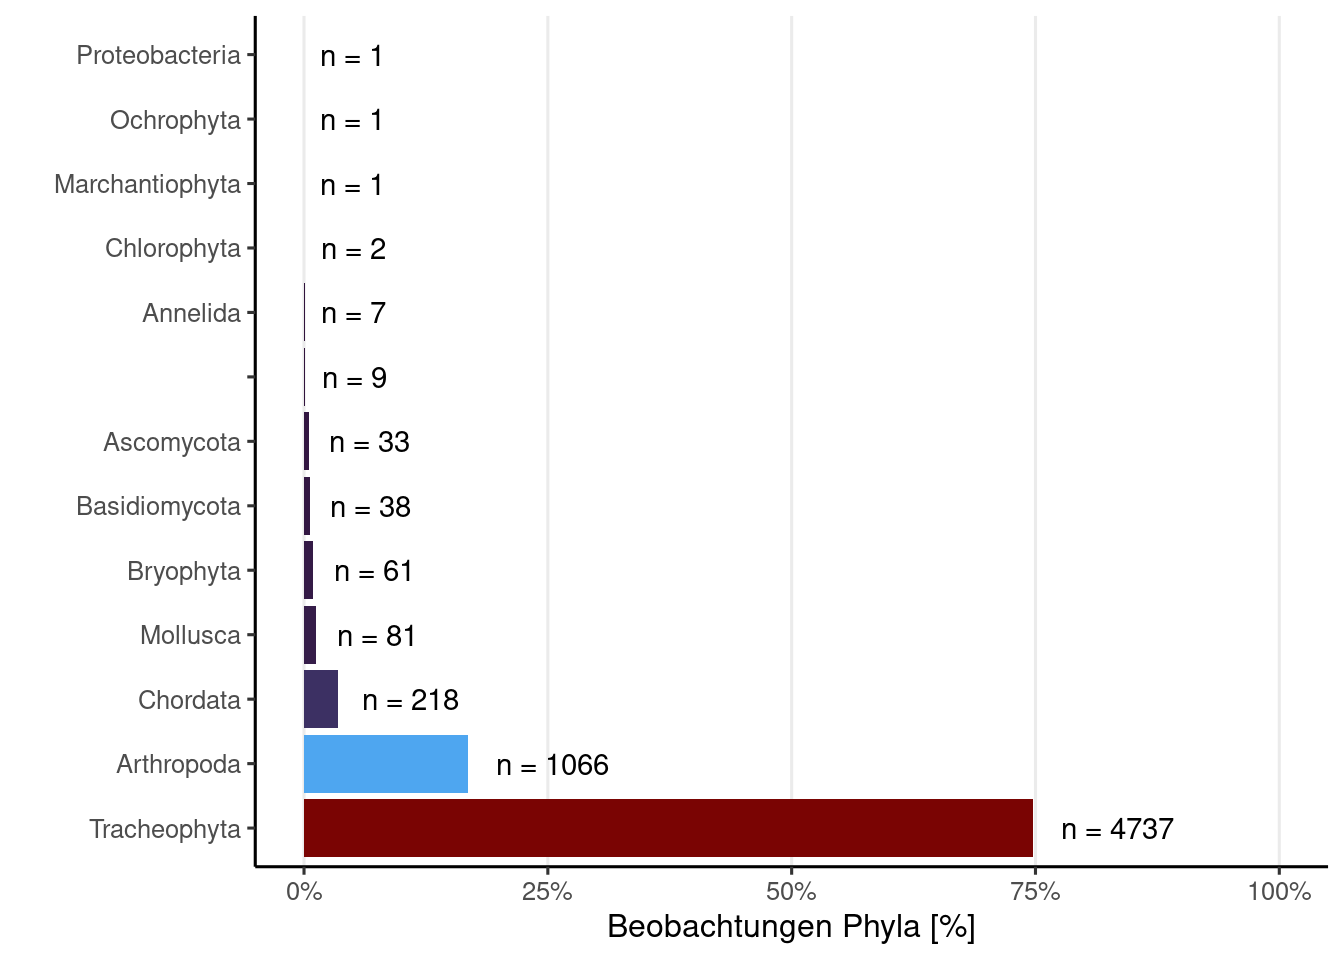 Proteobacteria n = 1
Ochrophyta n = 1
Marchantiophyta n = 1
Chlorophyta n = 2
Annelida n = 7
n = 9
Ascomycota n = 33
Basidiomycota n = 38
Bryophyta n = 61
Mollusca n = 81
Chordata n = 218
Arthropoda n = 1066
Tracheophyta n = 4737
0% 25% 50% 75% 100%
Beobachtungen Phyla [%]